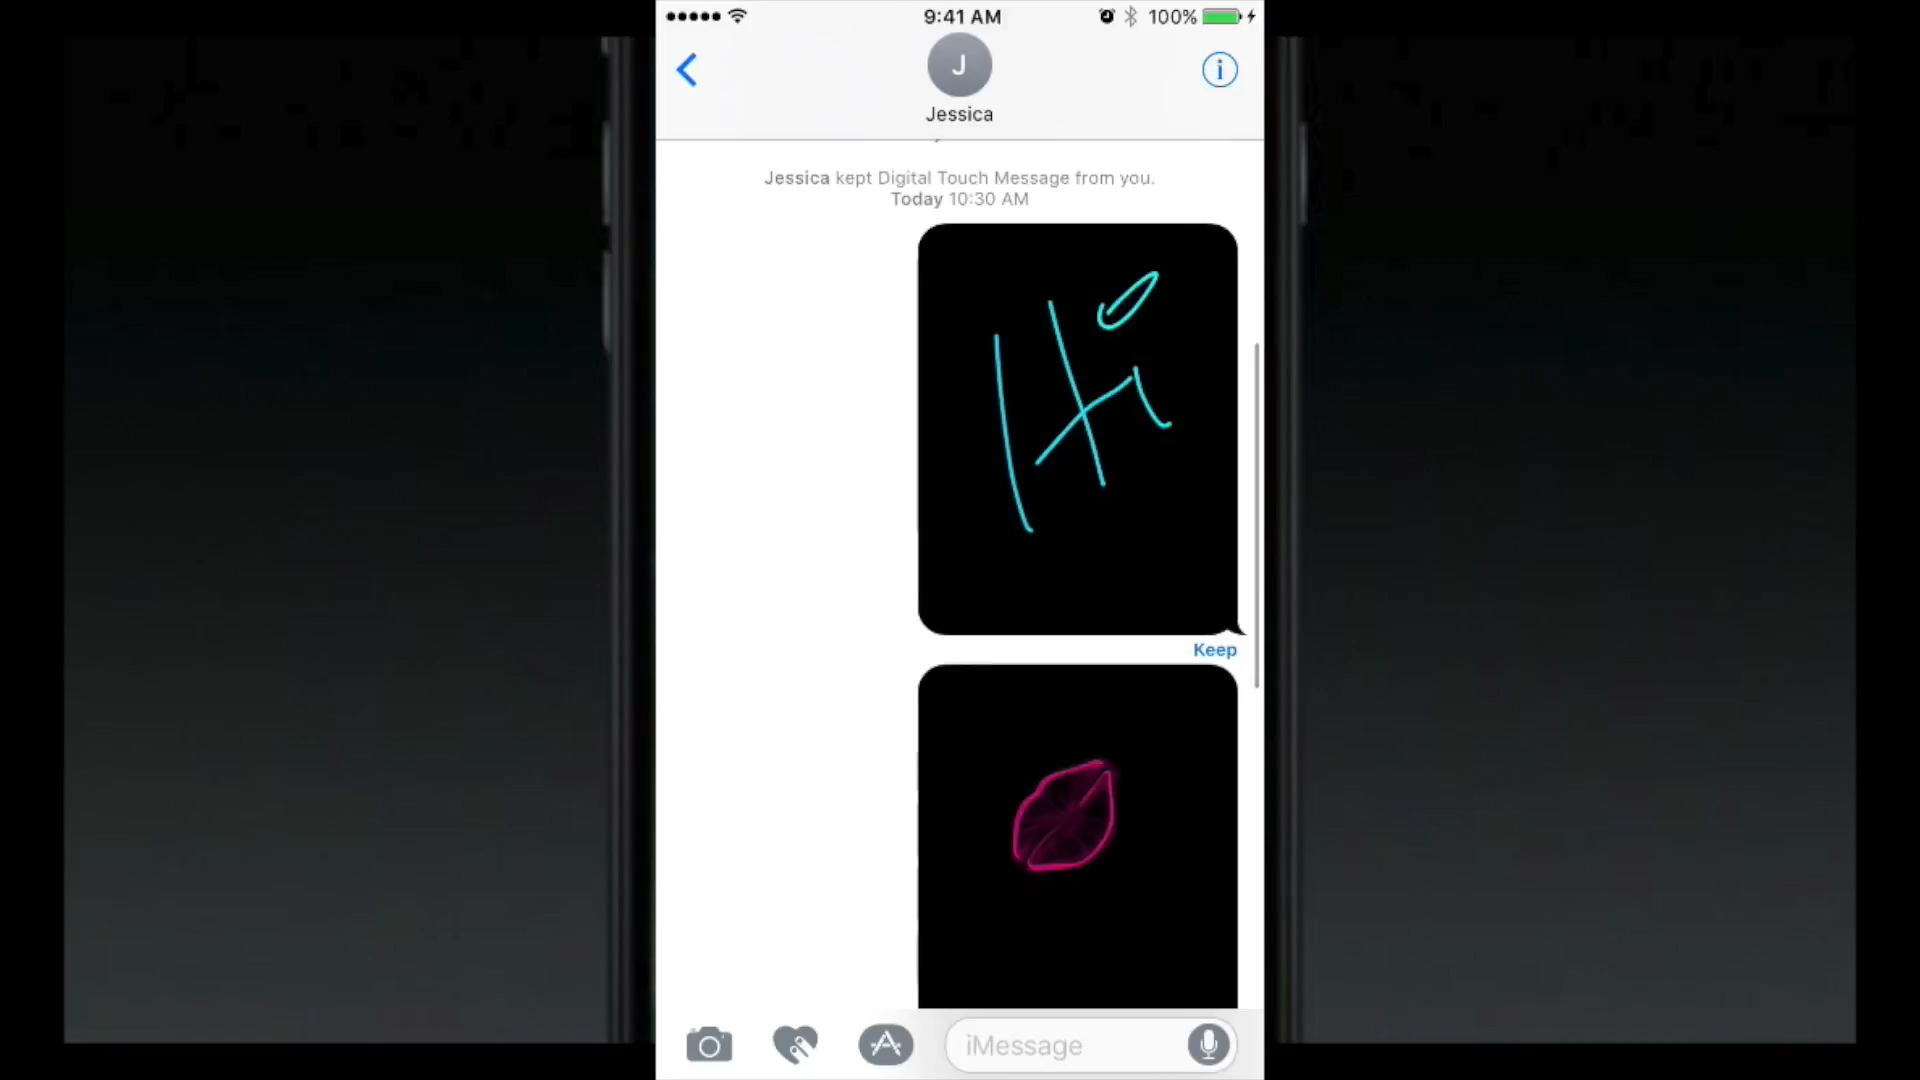 9:41 AM
100%
J
Jessica
Jessica kept Digital Touch Message from you.
Today 10:30 AM
Hi
Keep
iMessage